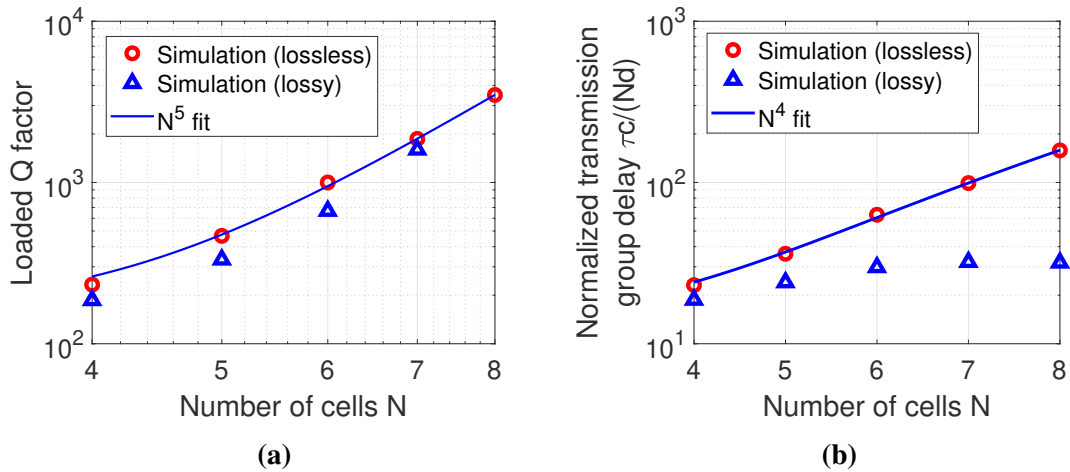 10^4
10^3
10^2
Loaded Q factor
Simulation (lossless)
Simulation (lossy)
N^5 fit
4 5 6 7 8
Number of cells N
(a)
10^3
10^2
10^1
Normalized transmission
group delay τc/(Nd)
Simulation (lossless)
Simulation (lossy)
N^4 fit
4 5 6 7 8
Number of cells N
(b)